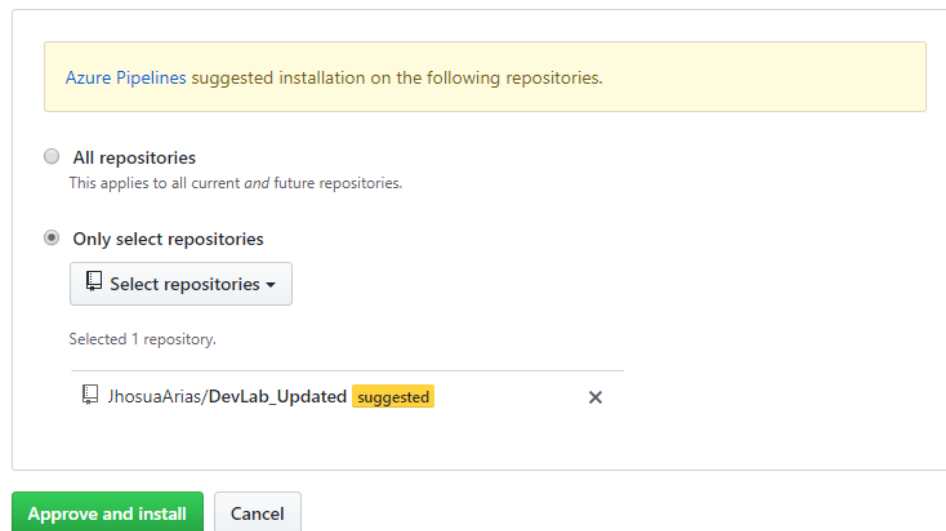 Azure Pipelines suggested installation on the following repositories.
All repositories
This applies to all current and future repositories.
Only select repositories
Select repositories
Selected 1 repository.
JhosuaArias/DevLab_Updated suggested
Approve and install Cancel